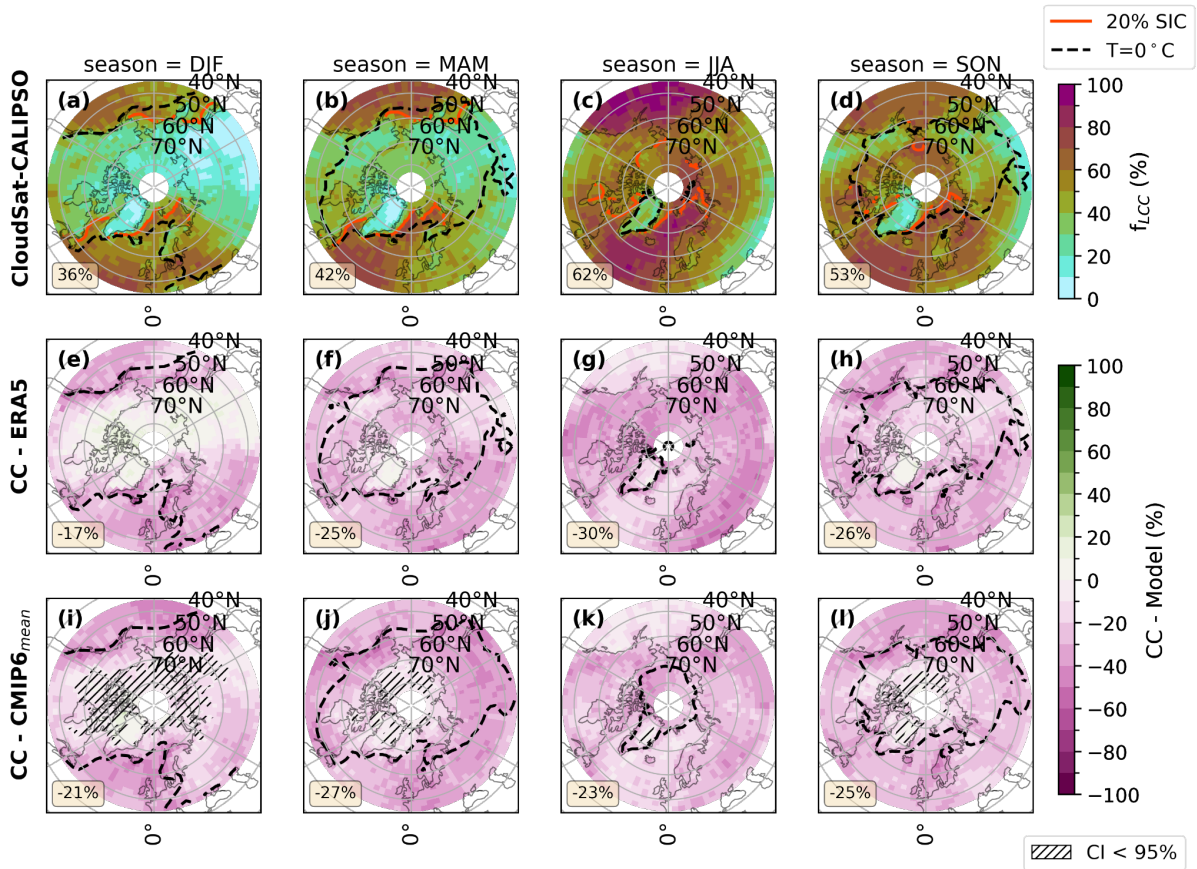 20% SIC
T=0°C
season = DJF
season = MAM
season = JJA
season = SON
CloudSat-CALIPSO
(a)
40°N
50°N
60°N
70°N
36%
0°
(b)
40°N
50°N
60°N
70°N
42%
0°
(c)
40°N
50°N
60°N
70°N
62%
0°
(d)
40°N
50°N
60°N
70°N
53%
0°
100
80
60
40
20
0
f_LCC (%)
CC - ERA5
(e)
40°N
50°N
60°N
70°N
-17%
0°
(f)
40°N
50°N
60°N
70°N
-25%
0°
(g)
40°N
50°N
60°N
70°N
-30%
0°
(h)
40°N
50°N
60°N
70°N
-26%
0°
CC - CMIP6_mean
(i)
40°N
50°N
60°N
70°N
-21%
0°
(j)
40°N
50°N
60°N
70°N
-27%
0°
(k)
40°N
50°N
60°N
70°N
-23%
0°
(l)
40°N
50°N
60°N
70°N
-25%
0°
100
80
60
40
20
0
−20
−40
−60
−80
−100
CC - Model (%)
CI < 95%